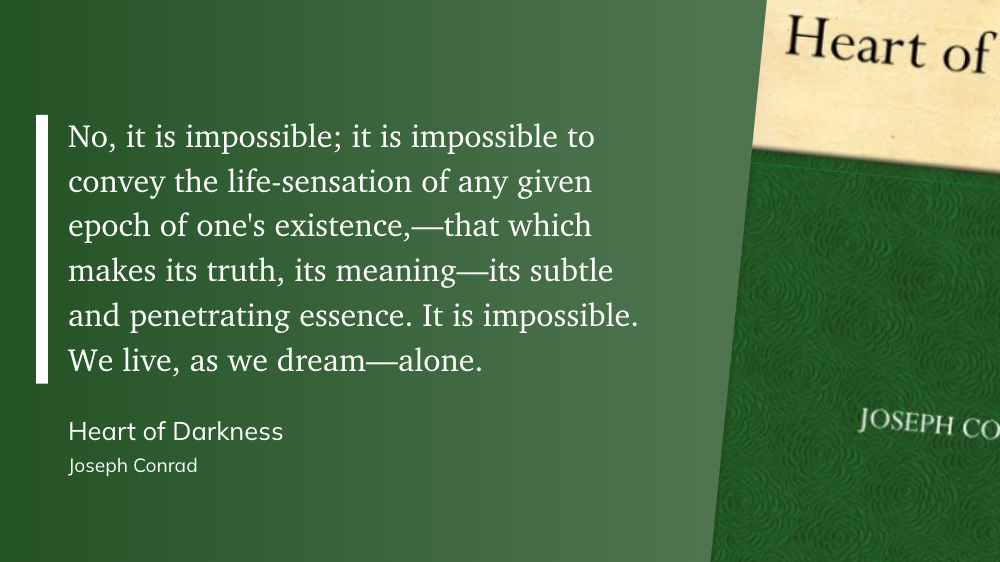 No, it is impossible; it is impossible to
convey the life-sensation of any given
epoch of one's existence,—that which
makes its truth, its meaning—its subtle
and penetrating essence. It is impossible.
We live, as we dream—alone.
Heart of Darkness
Joseph Conrad
Heart of
JOSEPH CO